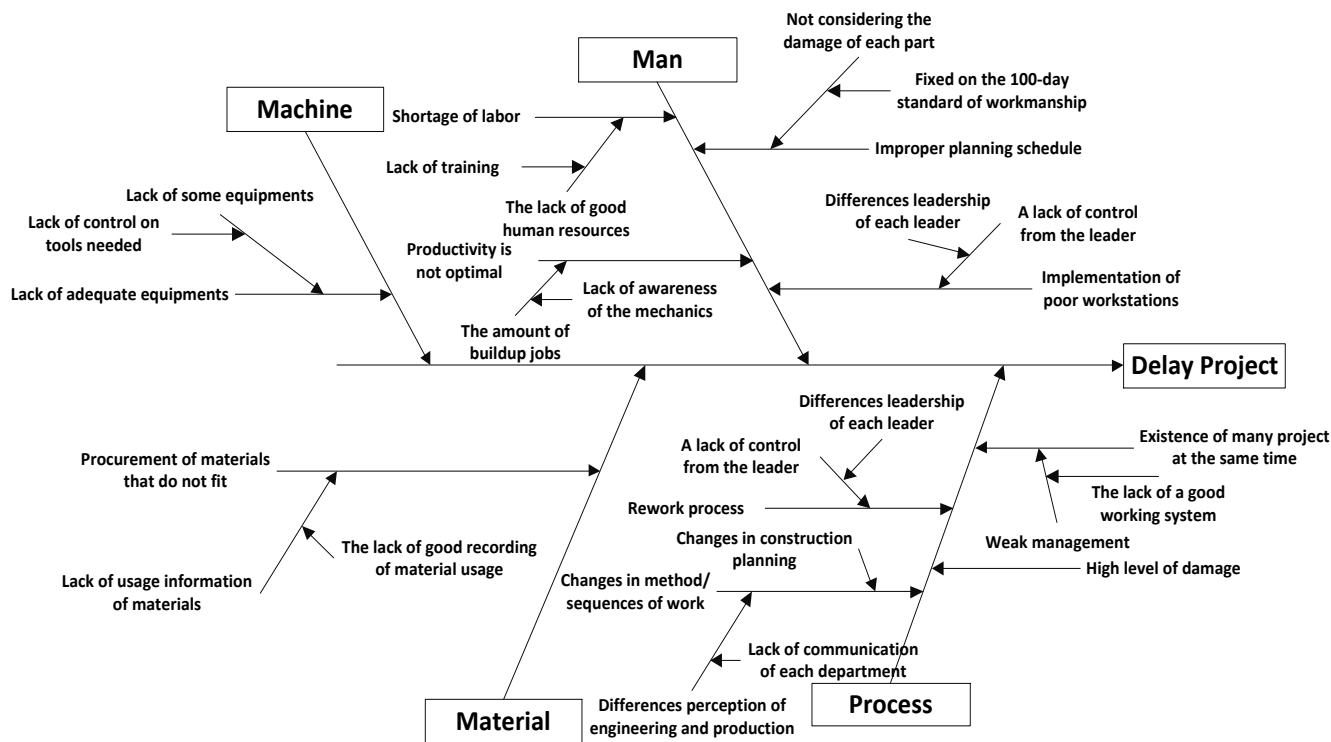 Not considering the
damage of each part
Man
Fixed on the 100-day
standard of workmanship
Machine
Shortage of labor
Improper planning schedule
Lack of training
Lack of some equipments
Differences leadership
of each leader
A lack of control
from the leader
The lack of good
human resources
Lack of control on
tools needed
Productivity is
not optimal
Implementation of
poor workstations
Lack of adequate equipments
Lack of awareness
of the mechanics
The amount of
buildup jobs
Delay Project
Differences leadership
of each leader
Existence of many project
at the same time
A lack of control
from the leader
Procurement of materials
that do not fit
The lack of a good
working system
Rework process
Weak management
Changes in construction
planning
The lack of good recording
of material usage
High level of damage
Lack of usage information
of materials
Changes in method/
sequences of work
Lack of communication
of each department
Differences perception of
engineering and production
Material
Process